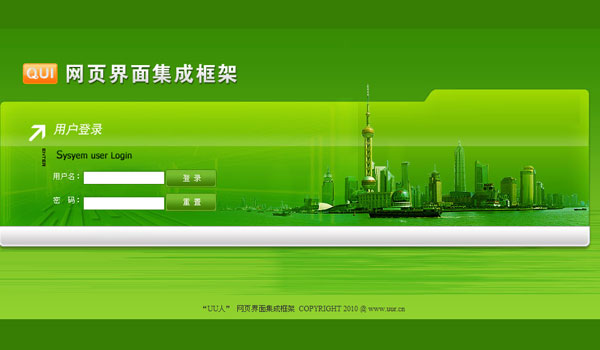 QUI 网页界面集成框架
用户登录
ENTER
Sysyem user Login
用户名： 登 录
密 码： 重 置
“UU人” 网页界面集成框架 COPYRIGHT 2010 @ www.uur.cn